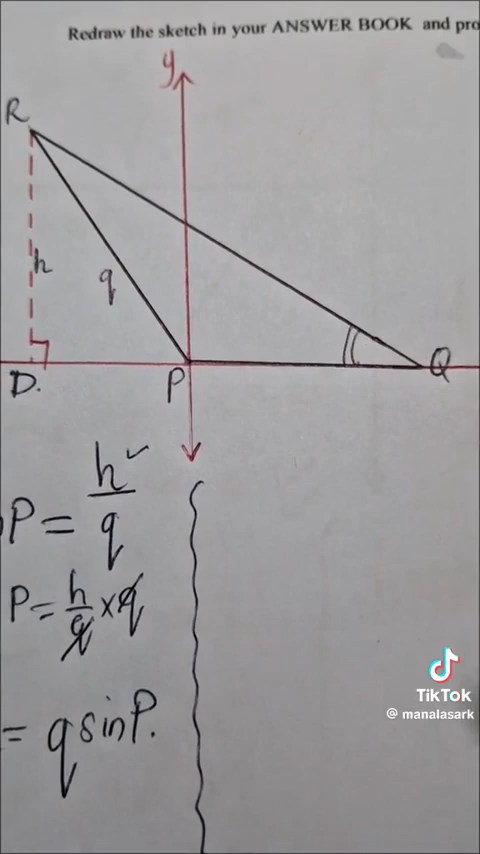 Redraw the sketch in your ANSWER BOOK and pro
y
R
h
q
D.
P
Q
P = h/q
P = h/q × q
= q sin P.
TikTok
@ manalasark